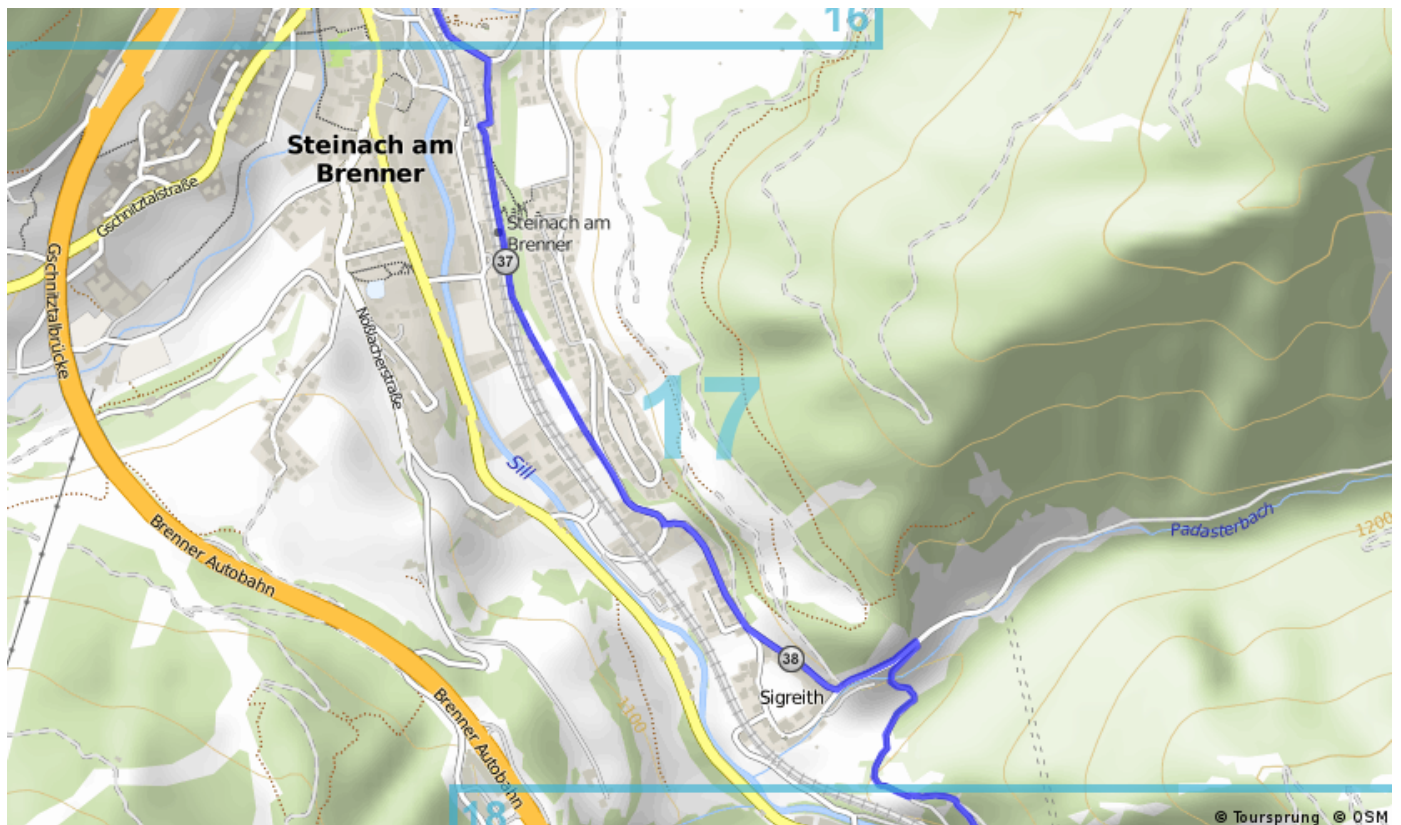 16
Steinach am
Brenner
Gschnitztalstraße
Steinach am
Brenner
37
Gschnitztalbrücke
Nößlacherstraße
17
Sill
Padasterbach
1200
Brenner Autobahn
38
Sigreith
1100
Brenner Autobahn
18
© Toursprung © OSM